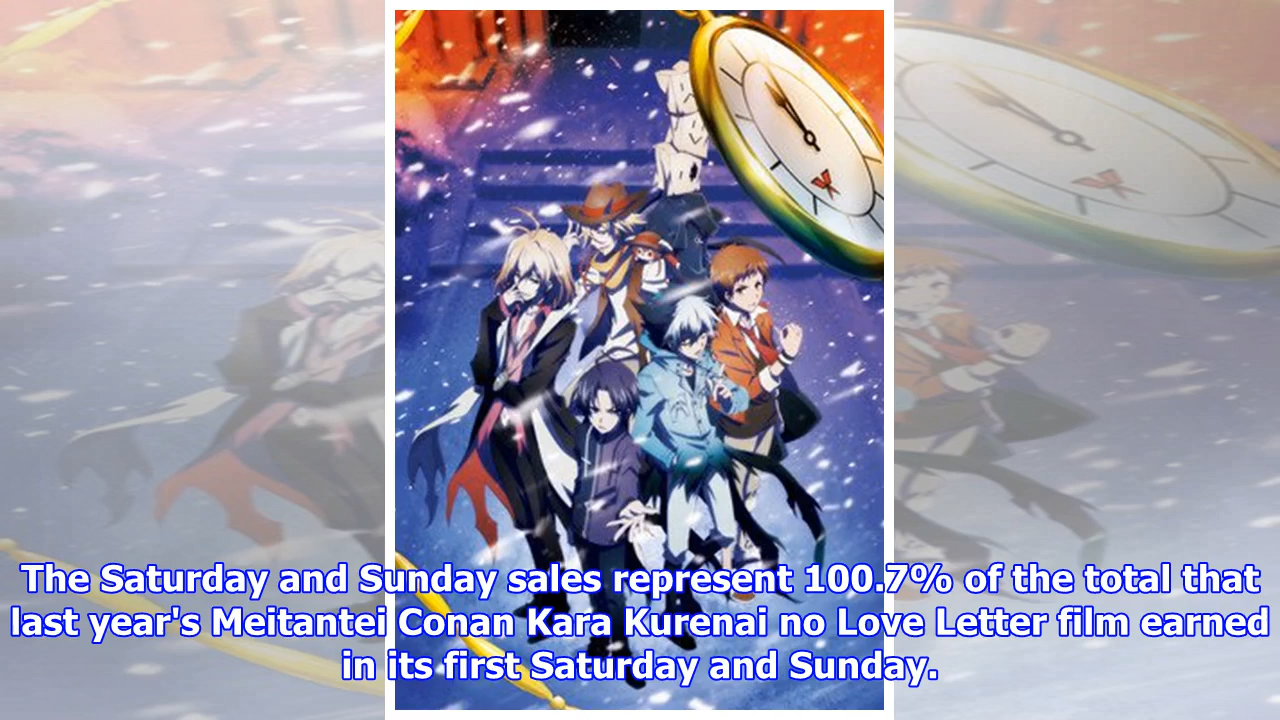 The Saturday and Sunday sales represent 100.7% of the total that
last year's Meitantei Conan Kara Kurenai no Love Letter film earned
in its first Saturday and Sunday.